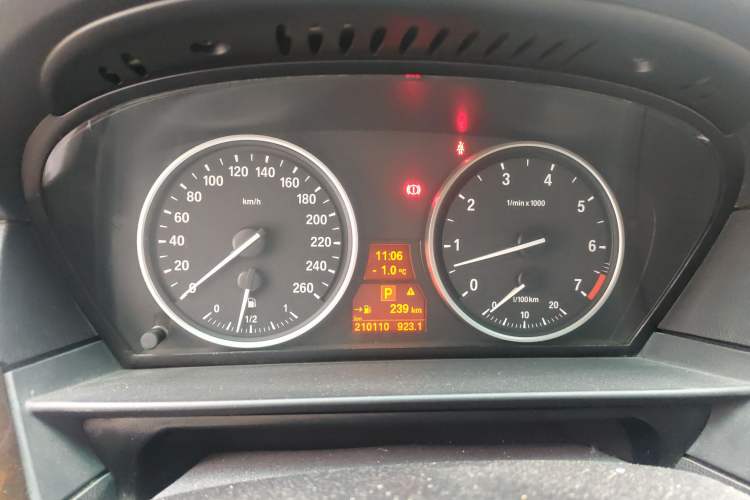 0 20 40 60 80 100 120 140 160 180 200 220 240 260
km/h
0 1/2 1
11:06
- 1.0 °C
P
239 km
km
210110 923.1
0 1 2 3 4 5 6 7
1/min x 1000
l/100km
0 10 20